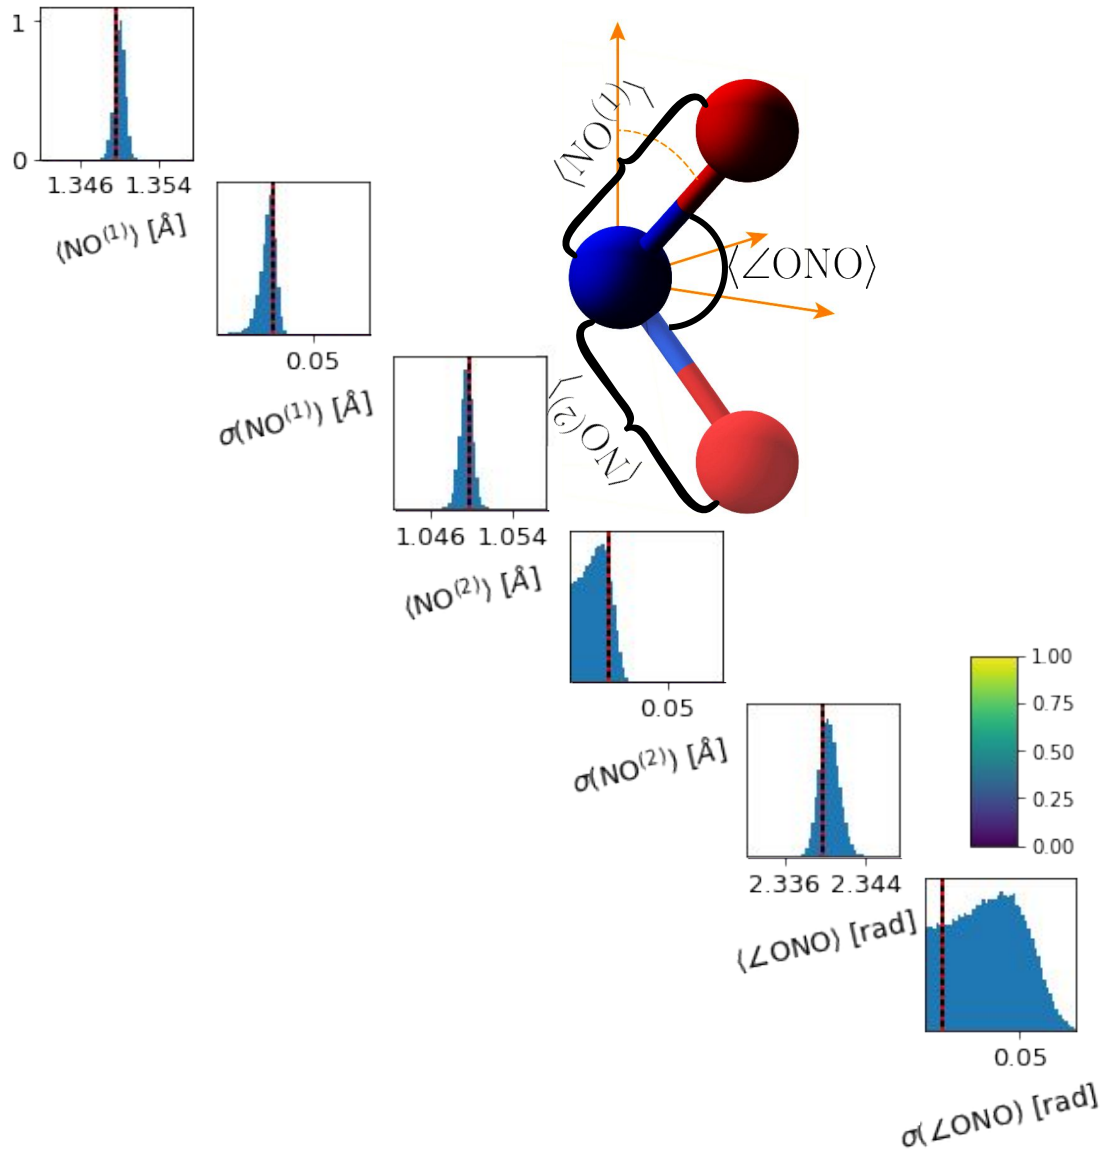 1
0
1.346 1.354
⟨NO⁽¹⁾⟩ [Å]
0.05
σ(NO⁽¹⁾) [Å]
1.046 1.054
⟨NO⁽²⁾⟩ [Å]
0.05
σ(NO⁽²⁾) [Å]
2.336 2.344
⟨∠ONO⟩ [rad]
0.05
σ(∠ONO) [rad]
⟨NO⁽¹⁾⟩
⟨∠ONO⟩
⟨NO⁽²⁾⟩
1.00
0.75
0.50
0.25
0.00